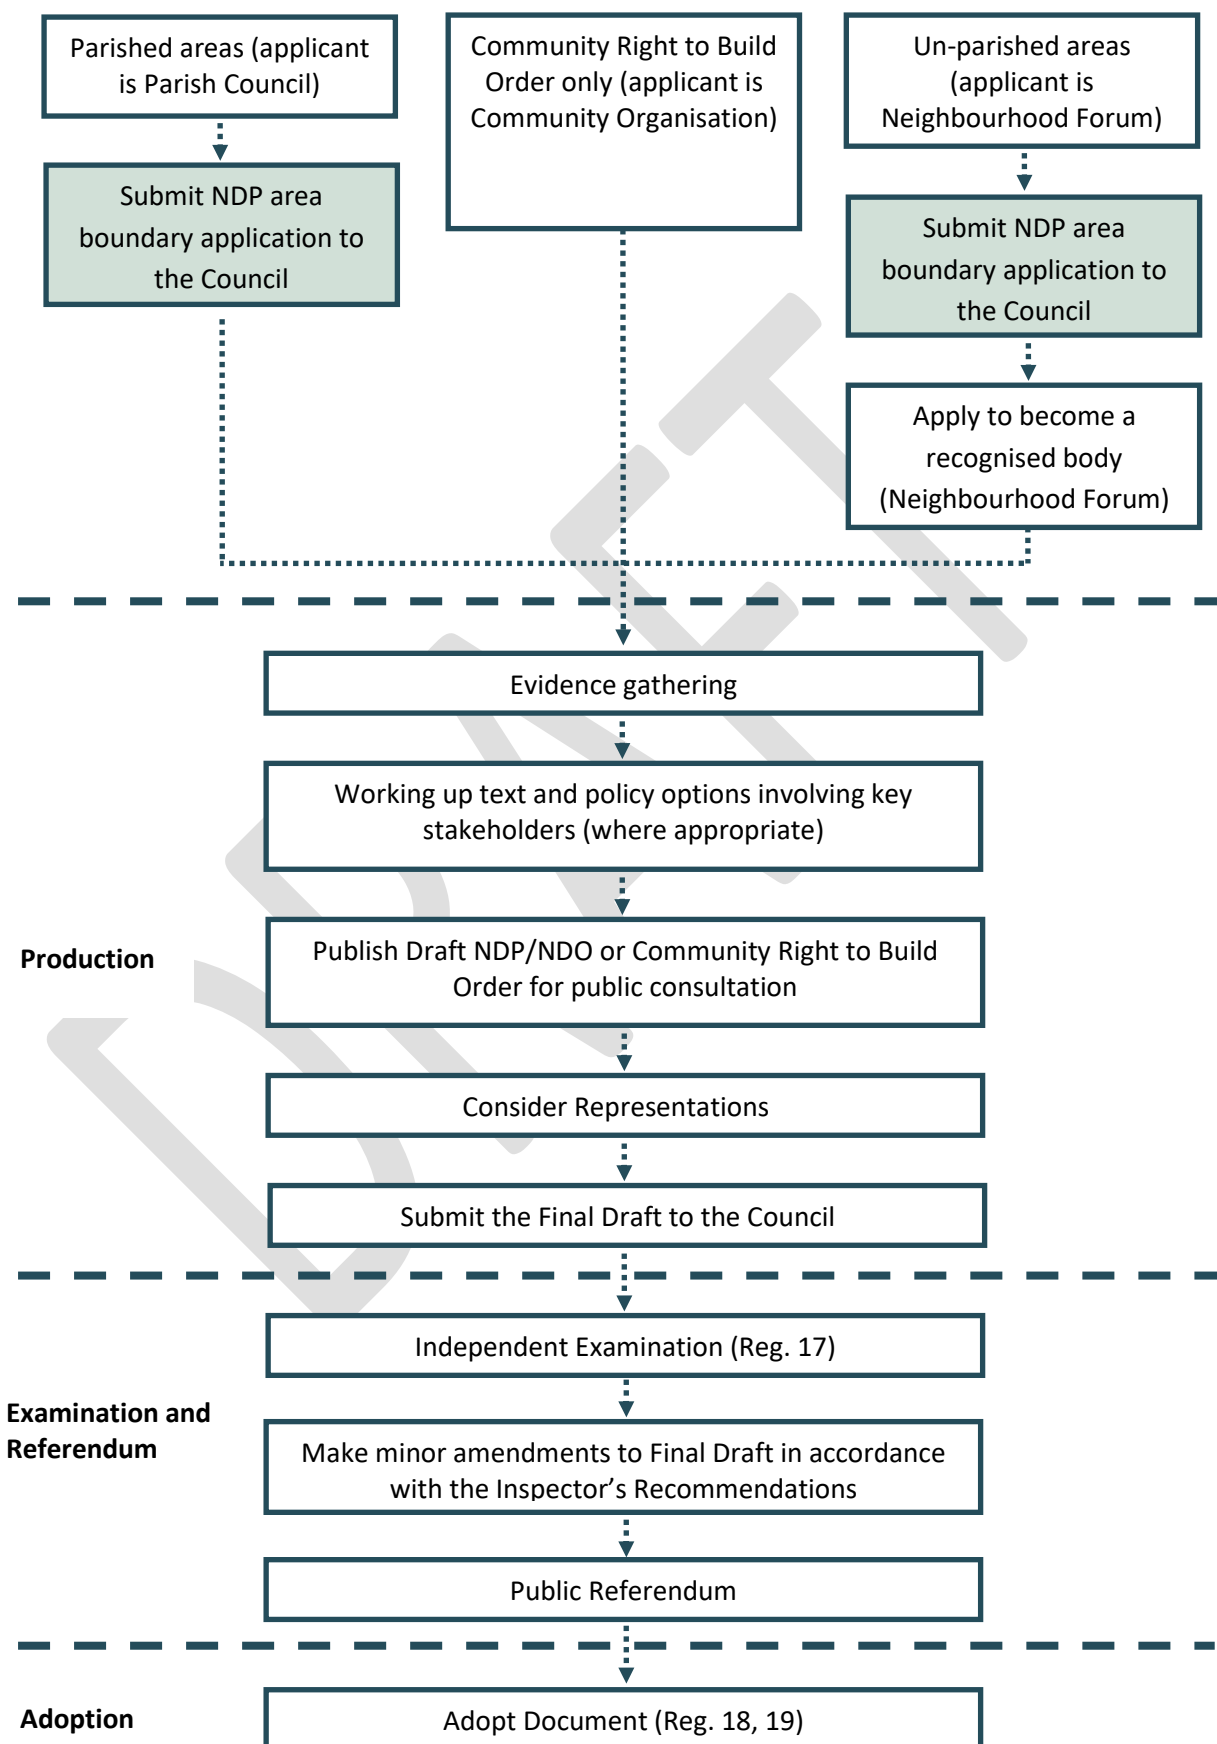 Parished areas (applicant
is Parish Council)
Submit NDP area
boundary application to
the Council
Community Right to Build
Order only (applicant is
Community Organisation)
Un-parished areas
(applicant is
Neighbourhood Forum)
Submit NDP area
boundary application to
the Council
Apply to become a
recognised body
(Neighbourhood Forum)
Evidence gathering
Working up text and policy options involving key
stakeholders (where appropriate)
Production
Publish Draft NDP/NDO or Community Right to Build
Order for public consultation
Consider Representations
Submit the Final Draft to the Council
Independent Examination (Reg. 17)
Examination and
Referendum
Make minor amendments to Final Draft in accordance
with the Inspector’s Recommendations
Public Referendum
Adoption
Adopt Document (Reg. 18, 19)
DRAFT